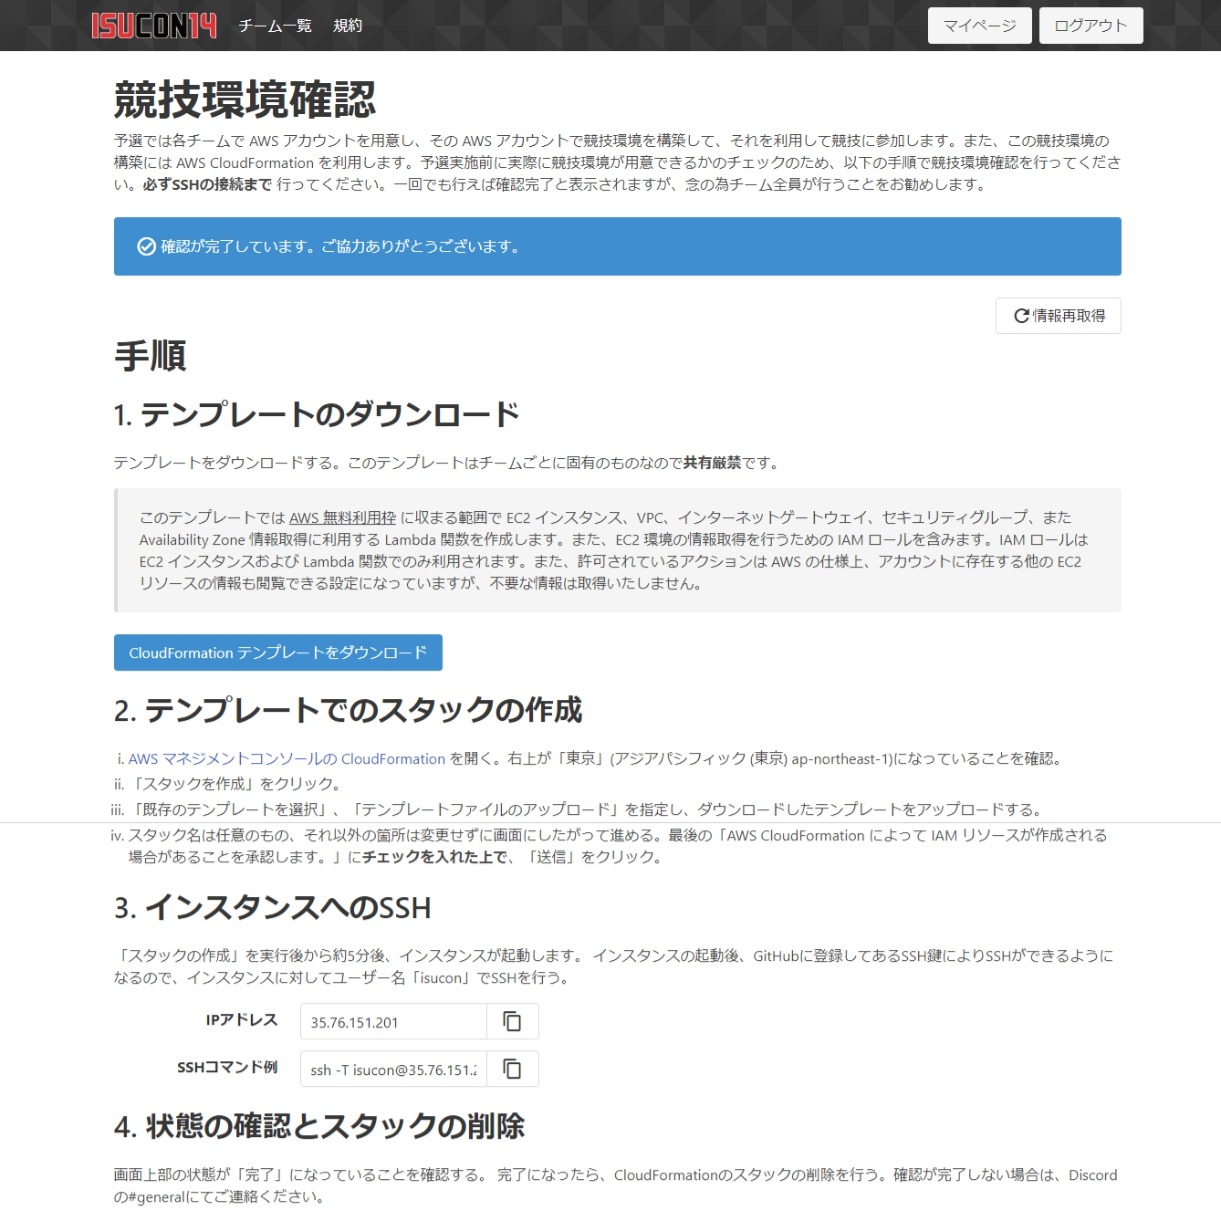 ISUCON14 チーム一覧 規約 マイページ ログアウト
競技環境確認
予選では各チームで AWS アカウントを用意し、その AWS アカウントで競技環境を構築して、それを利用して競技に参加します。また、この競技環境の
構築には AWS CloudFormation を利用します。予選実施前に実際に競技環境が用意できるかのチェックのため、以下の手順で競技環境確認を行ってくださ
い。必ずSSHの接続まで 行ってください。一回でも行えば確認完了と表示されますが、念の為チーム全員が行うことをお勧めします。
確認が完了しています。ご協力ありがとうございます。
情報再取得
手順
1. テンプレートのダウンロード
テンプレートをダウンロードする。このテンプレートはチームごとに固有のものなので共有厳禁です。
このテンプレートでは AWS 無料利用枠 に収まる範囲で EC2 インスタンス、VPC、インターネットゲートウェイ、セキュリティグループ、また
Availability Zone 情報取得に利用する Lambda 関数を作成します。また、EC2 環境の情報取得を行うための IAM ロールを含みます。IAM ロールは
EC2 インスタンスおよび Lambda 関数でのみ利用されます。また、許可されているアクションは AWS の仕様上、アカウントに存在する他の EC2
リソースの情報も閲覧できる設定になっていますが、不要な情報は取得いたしません。
CloudFormation テンプレートをダウンロード
2. テンプレートでのスタックの作成
i. AWS マネジメントコンソールの CloudFormation を開く。右上が「東京」(アジアパシフィック (東京) ap-northeast-1)になっていることを確認。
ii. 「スタックを作成」をクリック。
iii. 「既存のテンプレートを選択」、「テンプレートファイルのアップロード」を指定し、ダウンロードしたテンプレートをアップロードする。
iv. スタック名は任意のもの、それ以外の箇所は変更せずに画面にしたがって進める。最後の「AWS CloudFormation によって IAM リソースが作成される
場合があることを承認します。」にチェックを入れた上で、「送信」をクリック。
3. インスタンスへのSSH
「スタックの作成」を実行後から約5分後、インスタンスが起動します。 インスタンスの起動後、GitHubに登録してあるSSH鍵によりSSHができるように
なるので、インスタンスに対してユーザー名「isucon」でSSHを行う。
IPアドレス 35.76.151.201
SSHコマンド例 ssh -T isucon@35.76.151.2
4. 状態の確認とスタックの削除
画面上部の状態が「完了」になっていることを確認する。 完了になったら、CloudFormationのスタックの削除を行う。確認が完了しない場合は、Discord
の#generalにてご連絡ください。